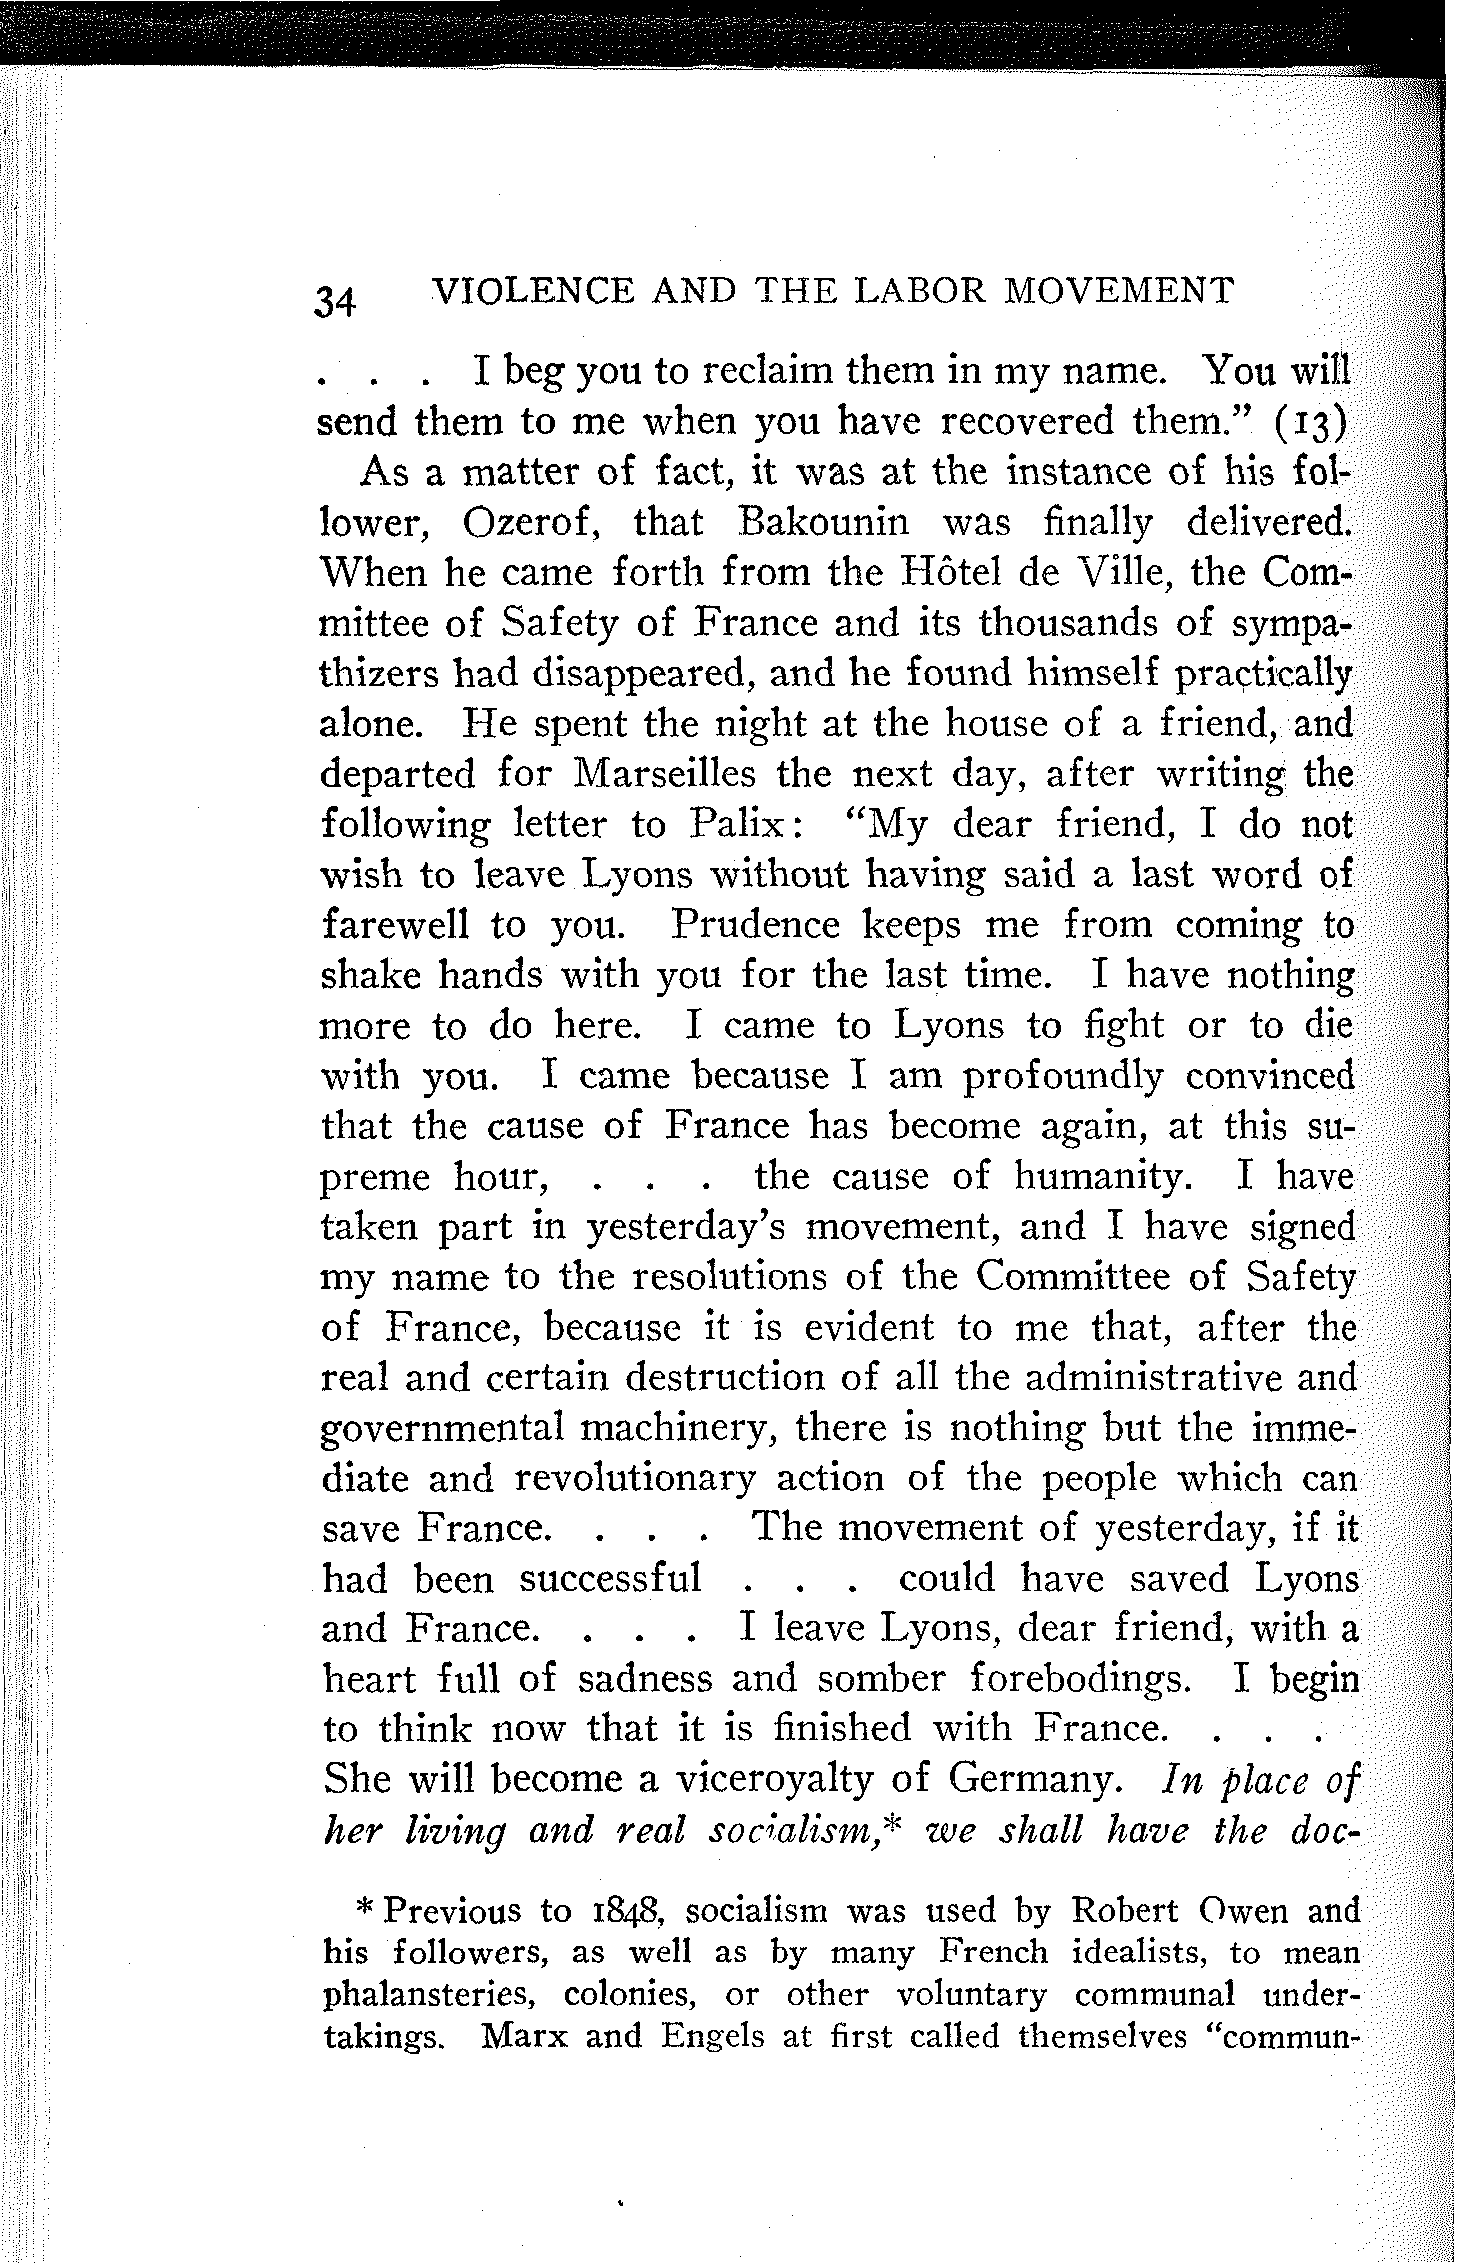 34 VIOLENCE AND THE LABOR MOVEMENT
. . . I beg you to reclaim them in my name. You will
send them to me when you have recovered them.” (13)
As a matter of fact, it was at the instance of his fol-
lower, Ozerof, that Bakounin was finally delivered.
When he came forth from the Hôtel de Ville, the Com-
mittee of Safety of France and its thousands of sympa-
thizers had disappeared, and he found himself practically
alone. He spent the night at the house of a friend, and
departed for Marseilles the next day, after writing the
following letter to Palix: “My dear friend, I do not
wish to leave Lyons without having said a last word of
farewell to you. Prudence keeps me from coming to
shake hands with you for the last time. I have nothing
more to do here. I came to Lyons to fight or to die
with you. I came because I am profoundly convinced
that the cause of France has become again, at this su-
preme hour, . . . the cause of humanity. I have
taken part in yesterday’s movement, and I have signed
my name to the resolutions of the Committee of Safety
of France, because it is evident to me that, after the
real and certain destruction of all the administrative and
governmental machinery, there is nothing but the imme-
diate and revolutionary action of the people which can
save France. . . . The movement of yesterday, if it
had been successful . . . could have saved Lyons
and France. . . . I leave Lyons, dear friend, with a
heart full of sadness and somber forebodings. I begin
to think now that it is finished with France. . . .
She will become a viceroyalty of Germany. In place of
her living and real socialism,* we shall have the doc-
* Previous to 1848, socialism was used by Robert Owen and
his followers, as well as by many French idealists, to mean
phalansteries, colonies, or other voluntary communal under-
takings. Marx and Engels at first called themselves “commun-